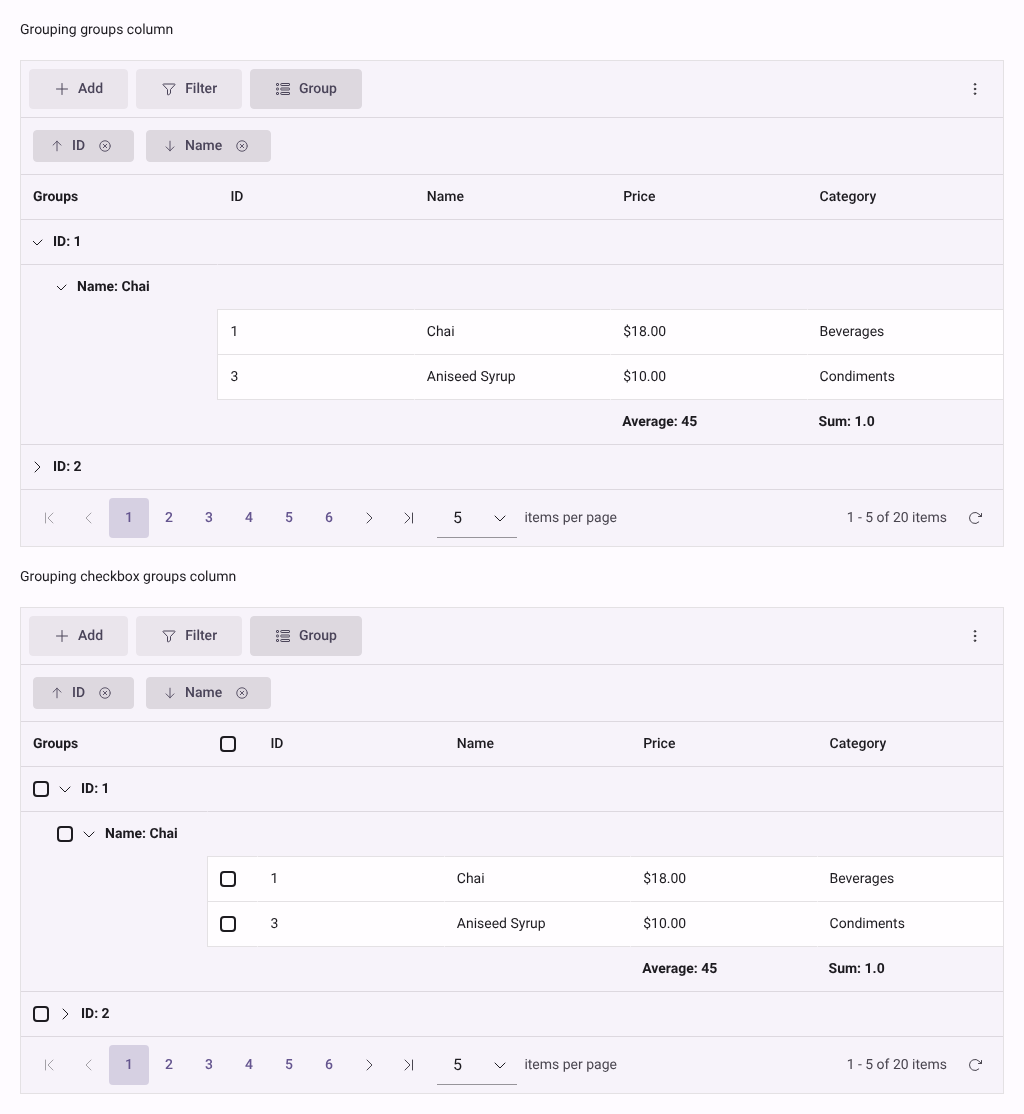 Grouping groups column
Add Filter Group
ID Name
Groups ID Name Price Category
ID: 1
Name: Chai
1 Chai $18.00 Beverages
3 Aniseed Syrup $10.00 Condiments
Average: 45 Sum: 1.0
ID: 2
1 2 3 4 5 6 5 items per page 1 - 5 of 20 items
Grouping checkbox groups column
Add Filter Group
ID Name
Groups ID Name Price Category
ID: 1
Name: Chai
1 Chai $18.00 Beverages
3 Aniseed Syrup $10.00 Condiments
Average: 45 Sum: 1.0
ID: 2
1 2 3 4 5 6 5 items per page 1 - 5 of 20 items